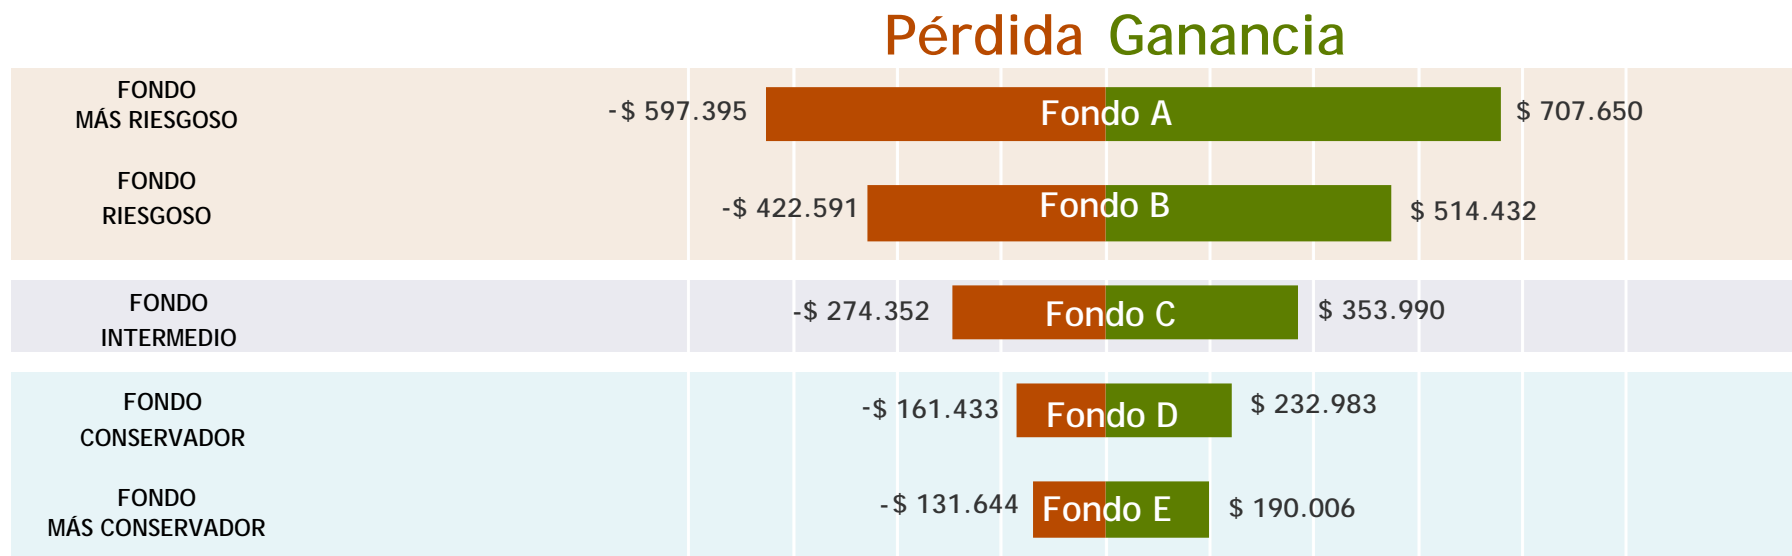 Pérdida Ganancia
FONDO
MÁS RIESGOSO
-$ 597.395
Fondo A
$ 707.650
FONDO
RIESGOSO
-$ 422.591
Fondo B
$ 514.432
FONDO
INTERMEDIO
-$ 274.352
Fondo C
$ 353.990
FONDO
CONSERVADOR
-$ 161.433
Fondo D
$ 232.983
FONDO
MÁS CONSERVADOR
-$ 131.644
Fondo E
$ 190.006